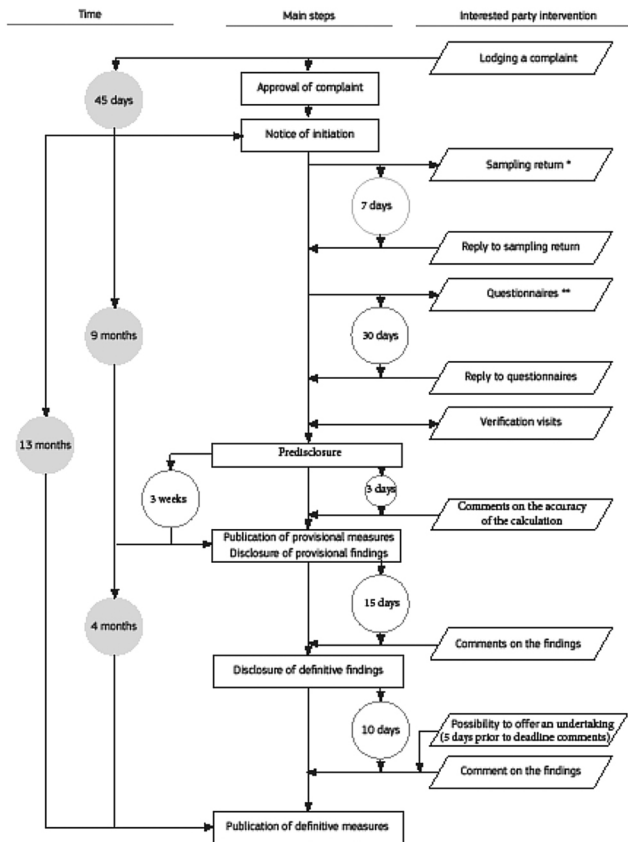 Time
Main steps
Interested party intervention
Lodging a complaint
Approval of complaint
45 days
Notice of initiation
Sampling return *
7 days
Reply to sampling return
Questionnaires **
9 months
30 days
Reply to questionnaires
Verification visits
13 months
Predisclosure
3 weeks
3 days
Comments on the accuracy
of the calculation
Publication of provisional measures
Disclosure of provisional findings
15 days
4 months
Comments on the findings
Disclosure of definitive findings
10 days
Possibility to offer an undertaking
(5 days prior to deadline comments)
Comment on the findings
Publication of definitive measures